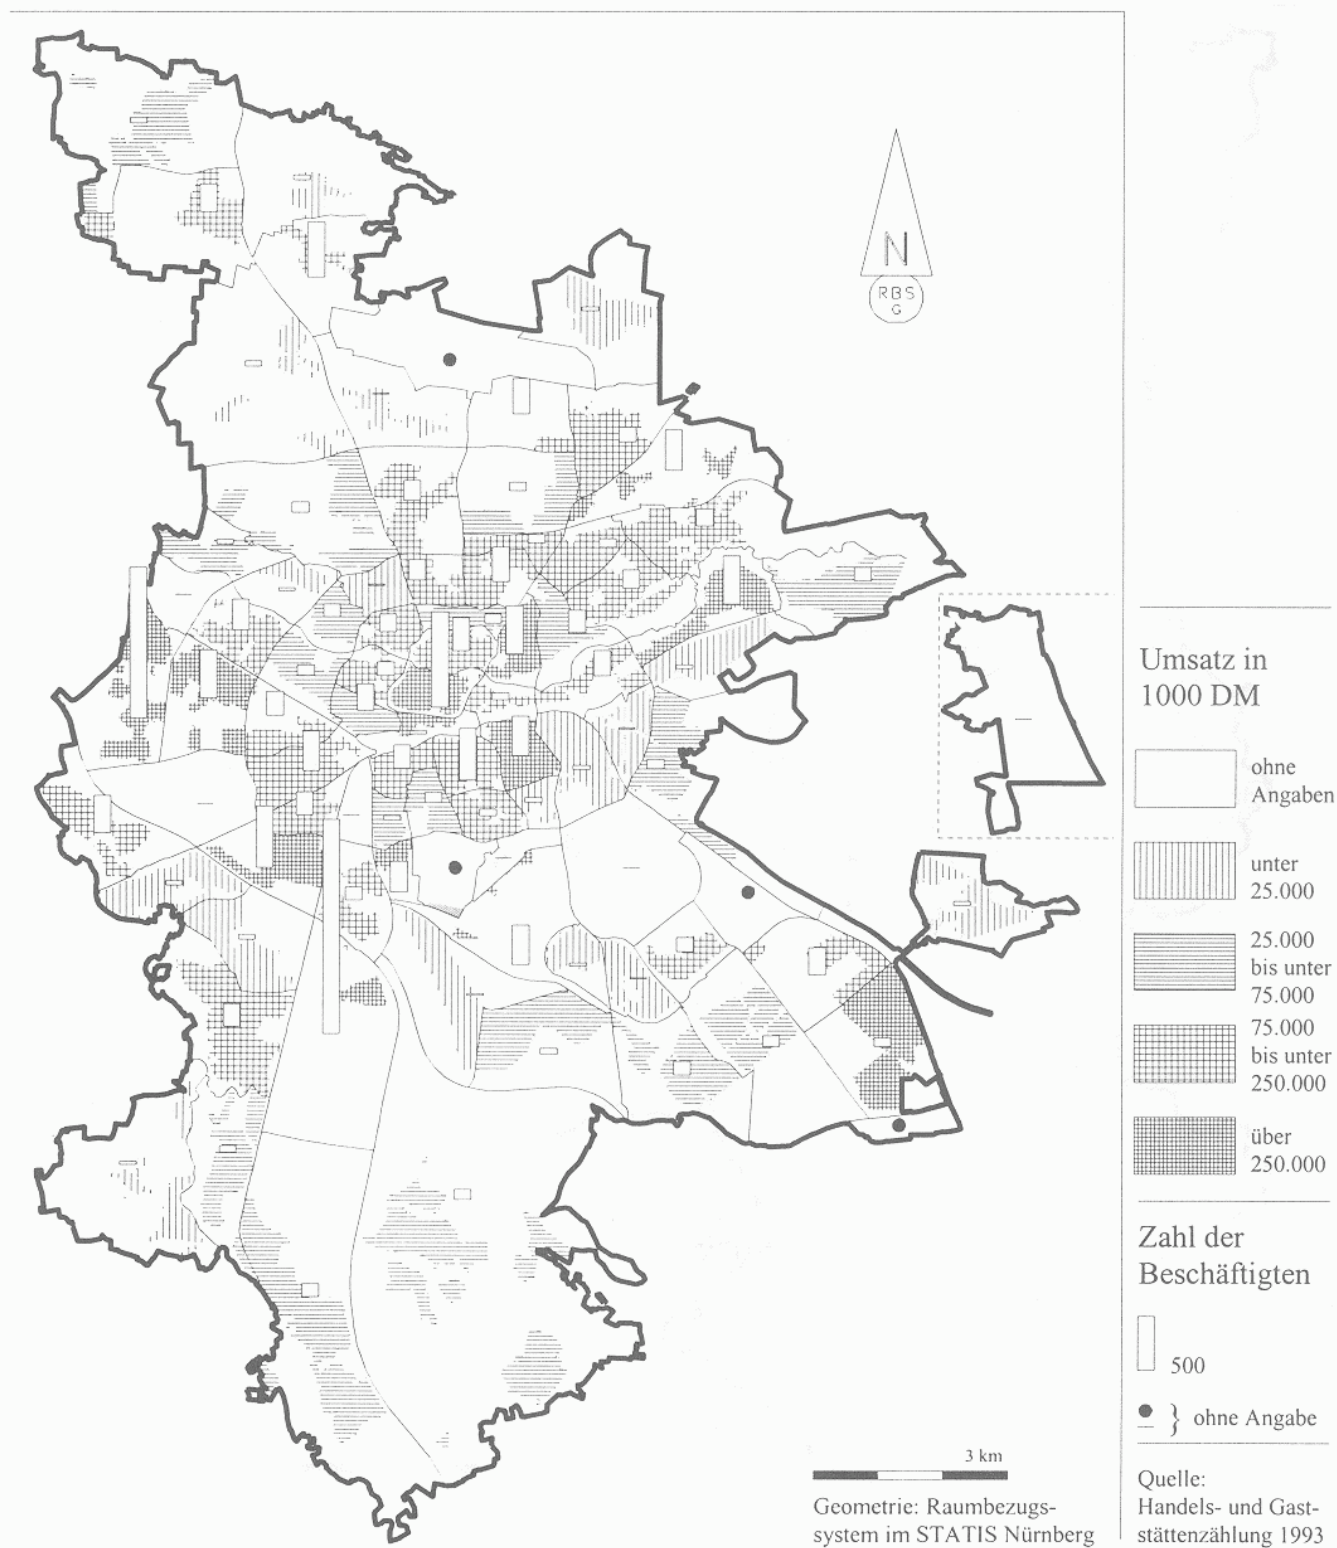 N
RBS
G
Umsatz in
1000 DM
ohne
Angaben
unter
25.000
25.000
bis unter
75.000
75.000
bis unter
250.000
über
250.000
Zahl der
Beschäftigten
500
} ohne Angabe
3 km
Geometrie: Raumbezugs-
system im STATIS Nürnberg
Quelle:
Handels- und Gast-
stättenzählung 1993